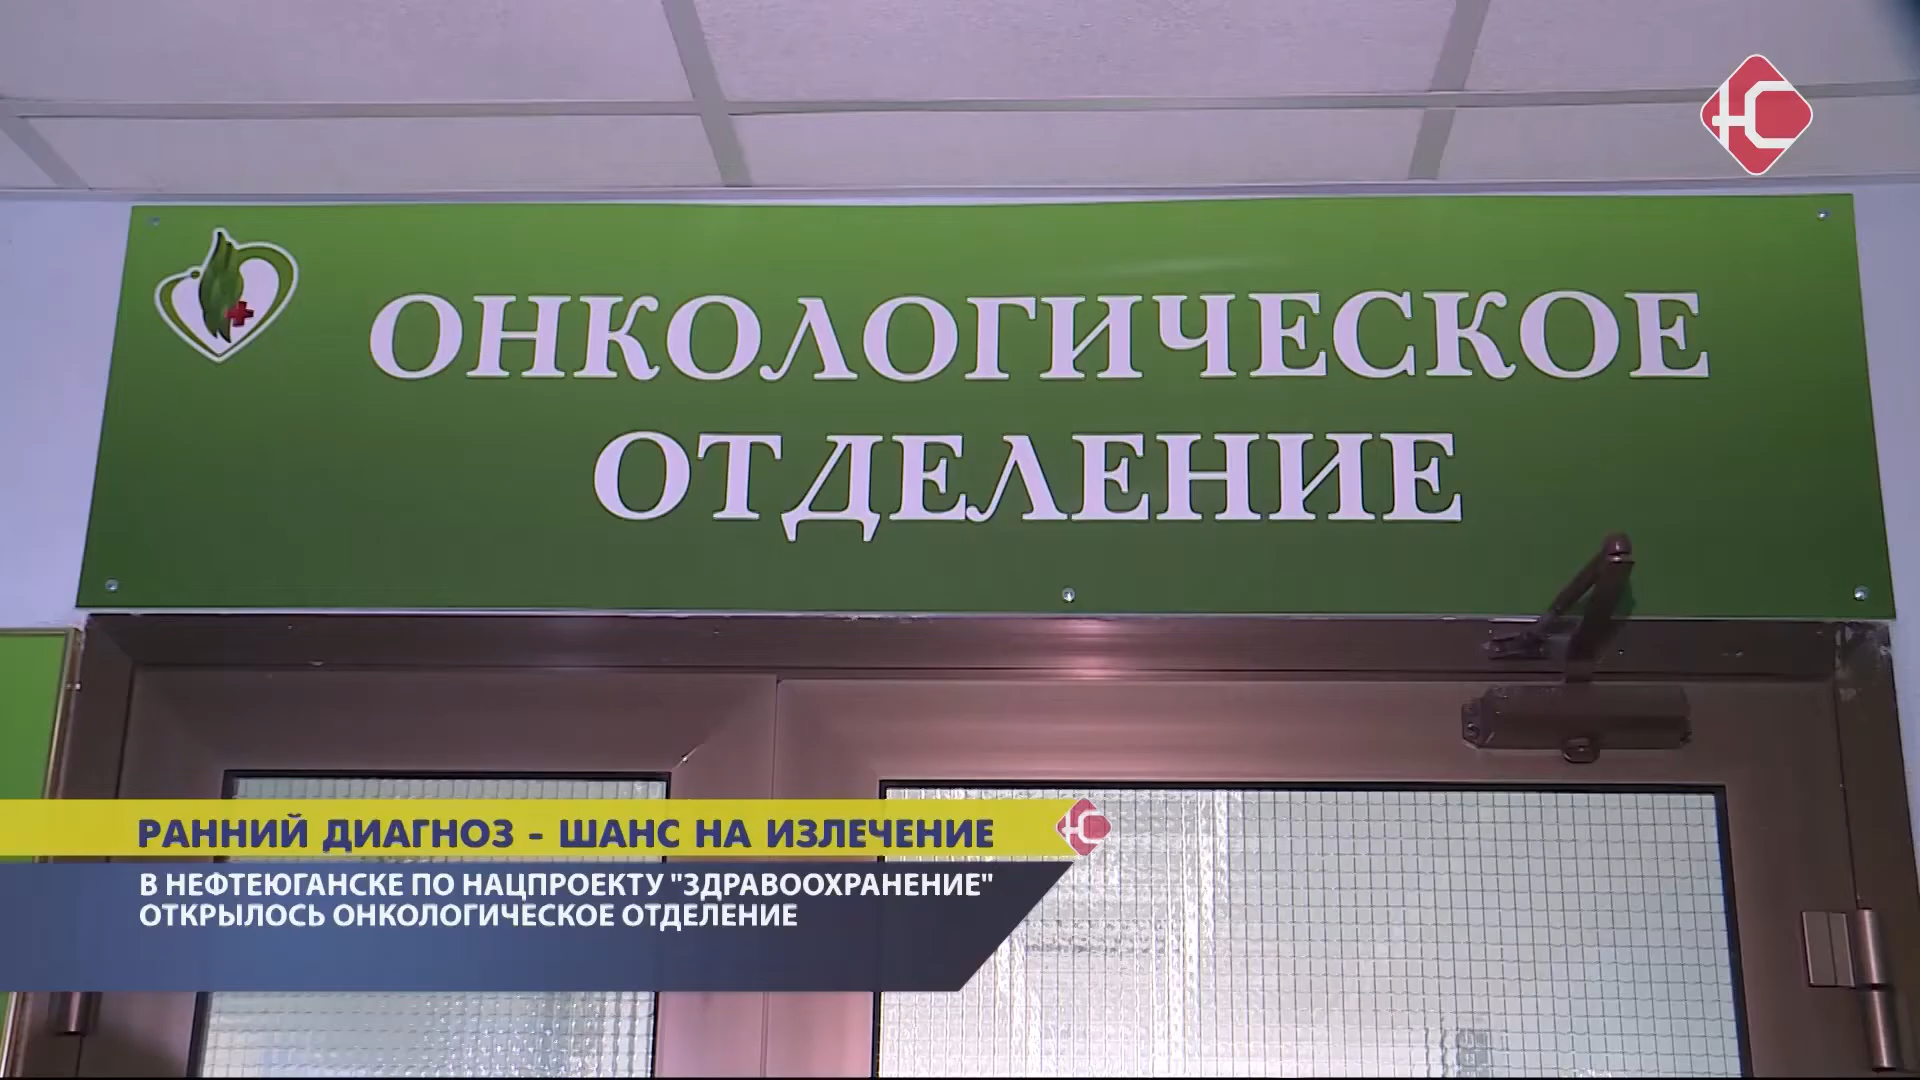 ОНКОЛОГИЧЕСКОЕ
ОТДЕЛЕНИЕ
РАННИЙ ДИАГНОЗ - ШАНС НА ИЗЛЕЧЕНИЕ
В НЕФТЕЮГАНСКЕ ПО НАЦПРОЕКТУ "ЗДРАВООХРАНЕНИЕ"
ОТКРЫЛОСЬ ОНКОЛОГИЧЕСКОЕ ОТДЕЛЕНИЕ